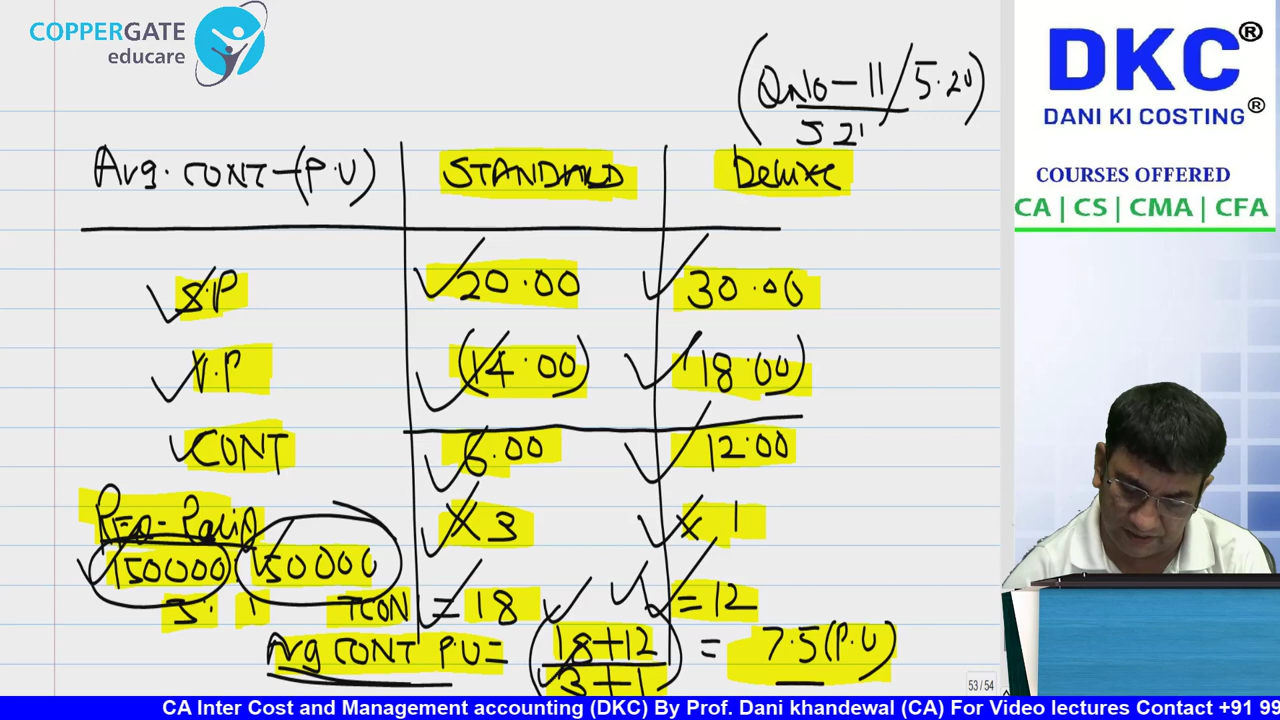 COPPERGATE
educare
(Qn10-11/5.20)
5.21
DKC®
DANI KI COSTING®
COURSES OFFERED
CA | CS | CMA | CFA
Avg. CONT-(P.U) STANDARD Deluxe
S.P 20.00 30.00
V.P (14.00) (18.00)
CONT 6.00 12.00
X 3 X 1
150000 : 50000
3 : 1 TCON = 18 = 12
Avg CONT P.U = 18+12 = 7.5 (P.U)
3+1
53/54
CA Inter Cost and Management accounting (DKC) By Prof. Dani khandewal (CA) For Video lectures Contact +91 99